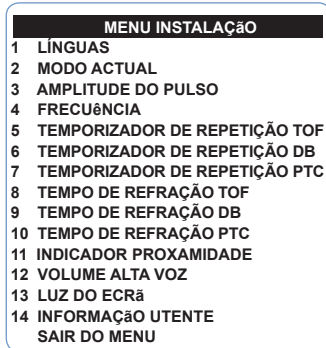 MENU INSTALAÇãO
1 LÍNGUAS
2 MODO ACTUAL
3 AMPLITUDE DO PULSO
4 FRECUêNCIA
5 TEMPORIZADOR DE REPETIÇÃO TOF
6 TEMPORIZADOR DE REPETIÇÃO DB
7 TEMPORIZADOR DE REPETIÇÃO PTC
8 TEMPO DE REFRAÇÃO TOF
9 TEMPO DE REFRAÇÃO DB
10 TEMPO DE REFRAÇÃO PTC
11 INDICADOR PROXAMIDADE
12 VOLUME ALTA VOZ
13 LUZ DO ECRã
14 INFORMAÇãO UTENTE
SAIR DO MENU